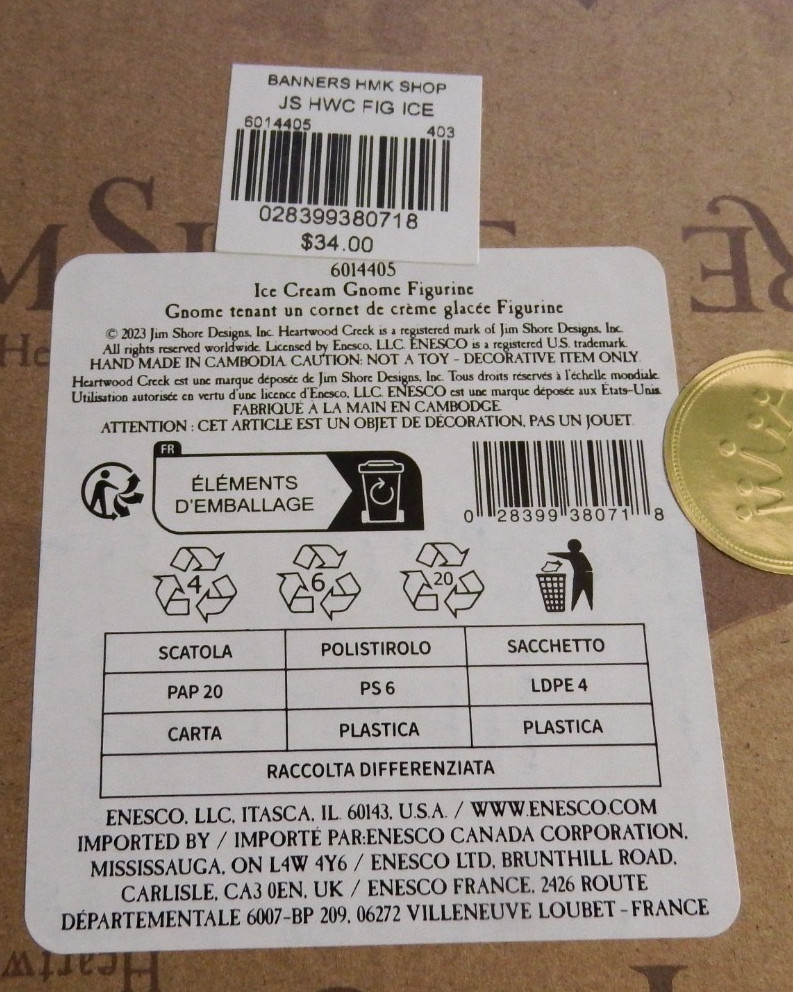 BANNERS HMK SHOP
JS HWC FIG ICE
6014405 403
028399380718
$34.00
6014405
Ice Cream Gnome Figurine
Gnome tenant un cornet de crème glacée Figurine
© 2023 Jim Shore Designs, Inc. Heartwood Creek is a registered mark of Jim Shore Designs, Inc.
All rights reserved worldwide. Licensed by Enesco, LLC. ENESCO is a registered U.S. trademark.
HAND MADE IN CAMBODIA. CAUTION: NOT A TOY - DECORATIVE ITEM ONLY.
Heartwood Creek est une marque déposée de Jim Shore Designs, Inc. Tous droits réservés à l'échelle mondiale.
Utilisation autorisée en vertu d'une licence d'Enesco, LLC. ENESCO est une marque déposée aux États-Unis.
FABRIQUÉ À LA MAIN EN CAMBODGE.
ATTENTION : CET ARTICLE EST UN OBJET DE DÉCORATION, PAS UN JOUET.
FR
ÉLÉMENTS
D'EMBALLAGE
0 28399 38071 8
4 6 20
SCATOLA POLISTIROLO SACCHETTO
PAP 20 PS 6 LDPE 4
CARTA PLASTICA PLASTICA
RACCOLTA DIFFERENZIATA
ENESCO, LLC, ITASCA, IL 60143, U.S.A. / WWW.ENESCO.COM
IMPORTED BY / IMPORTÉ PAR:ENESCO CANADA CORPORATION,
MISSISSAUGA, ON L4W 4Y6 / ENESCO LTD, BRUNTHILL ROAD,
CARLISLE, CA3 0EN, UK / ENESCO FRANCE, 2426 ROUTE
DÉPARTEMENTALE 6007-BP 209, 06272 VILLENEUVE LOUBET - FRANCE